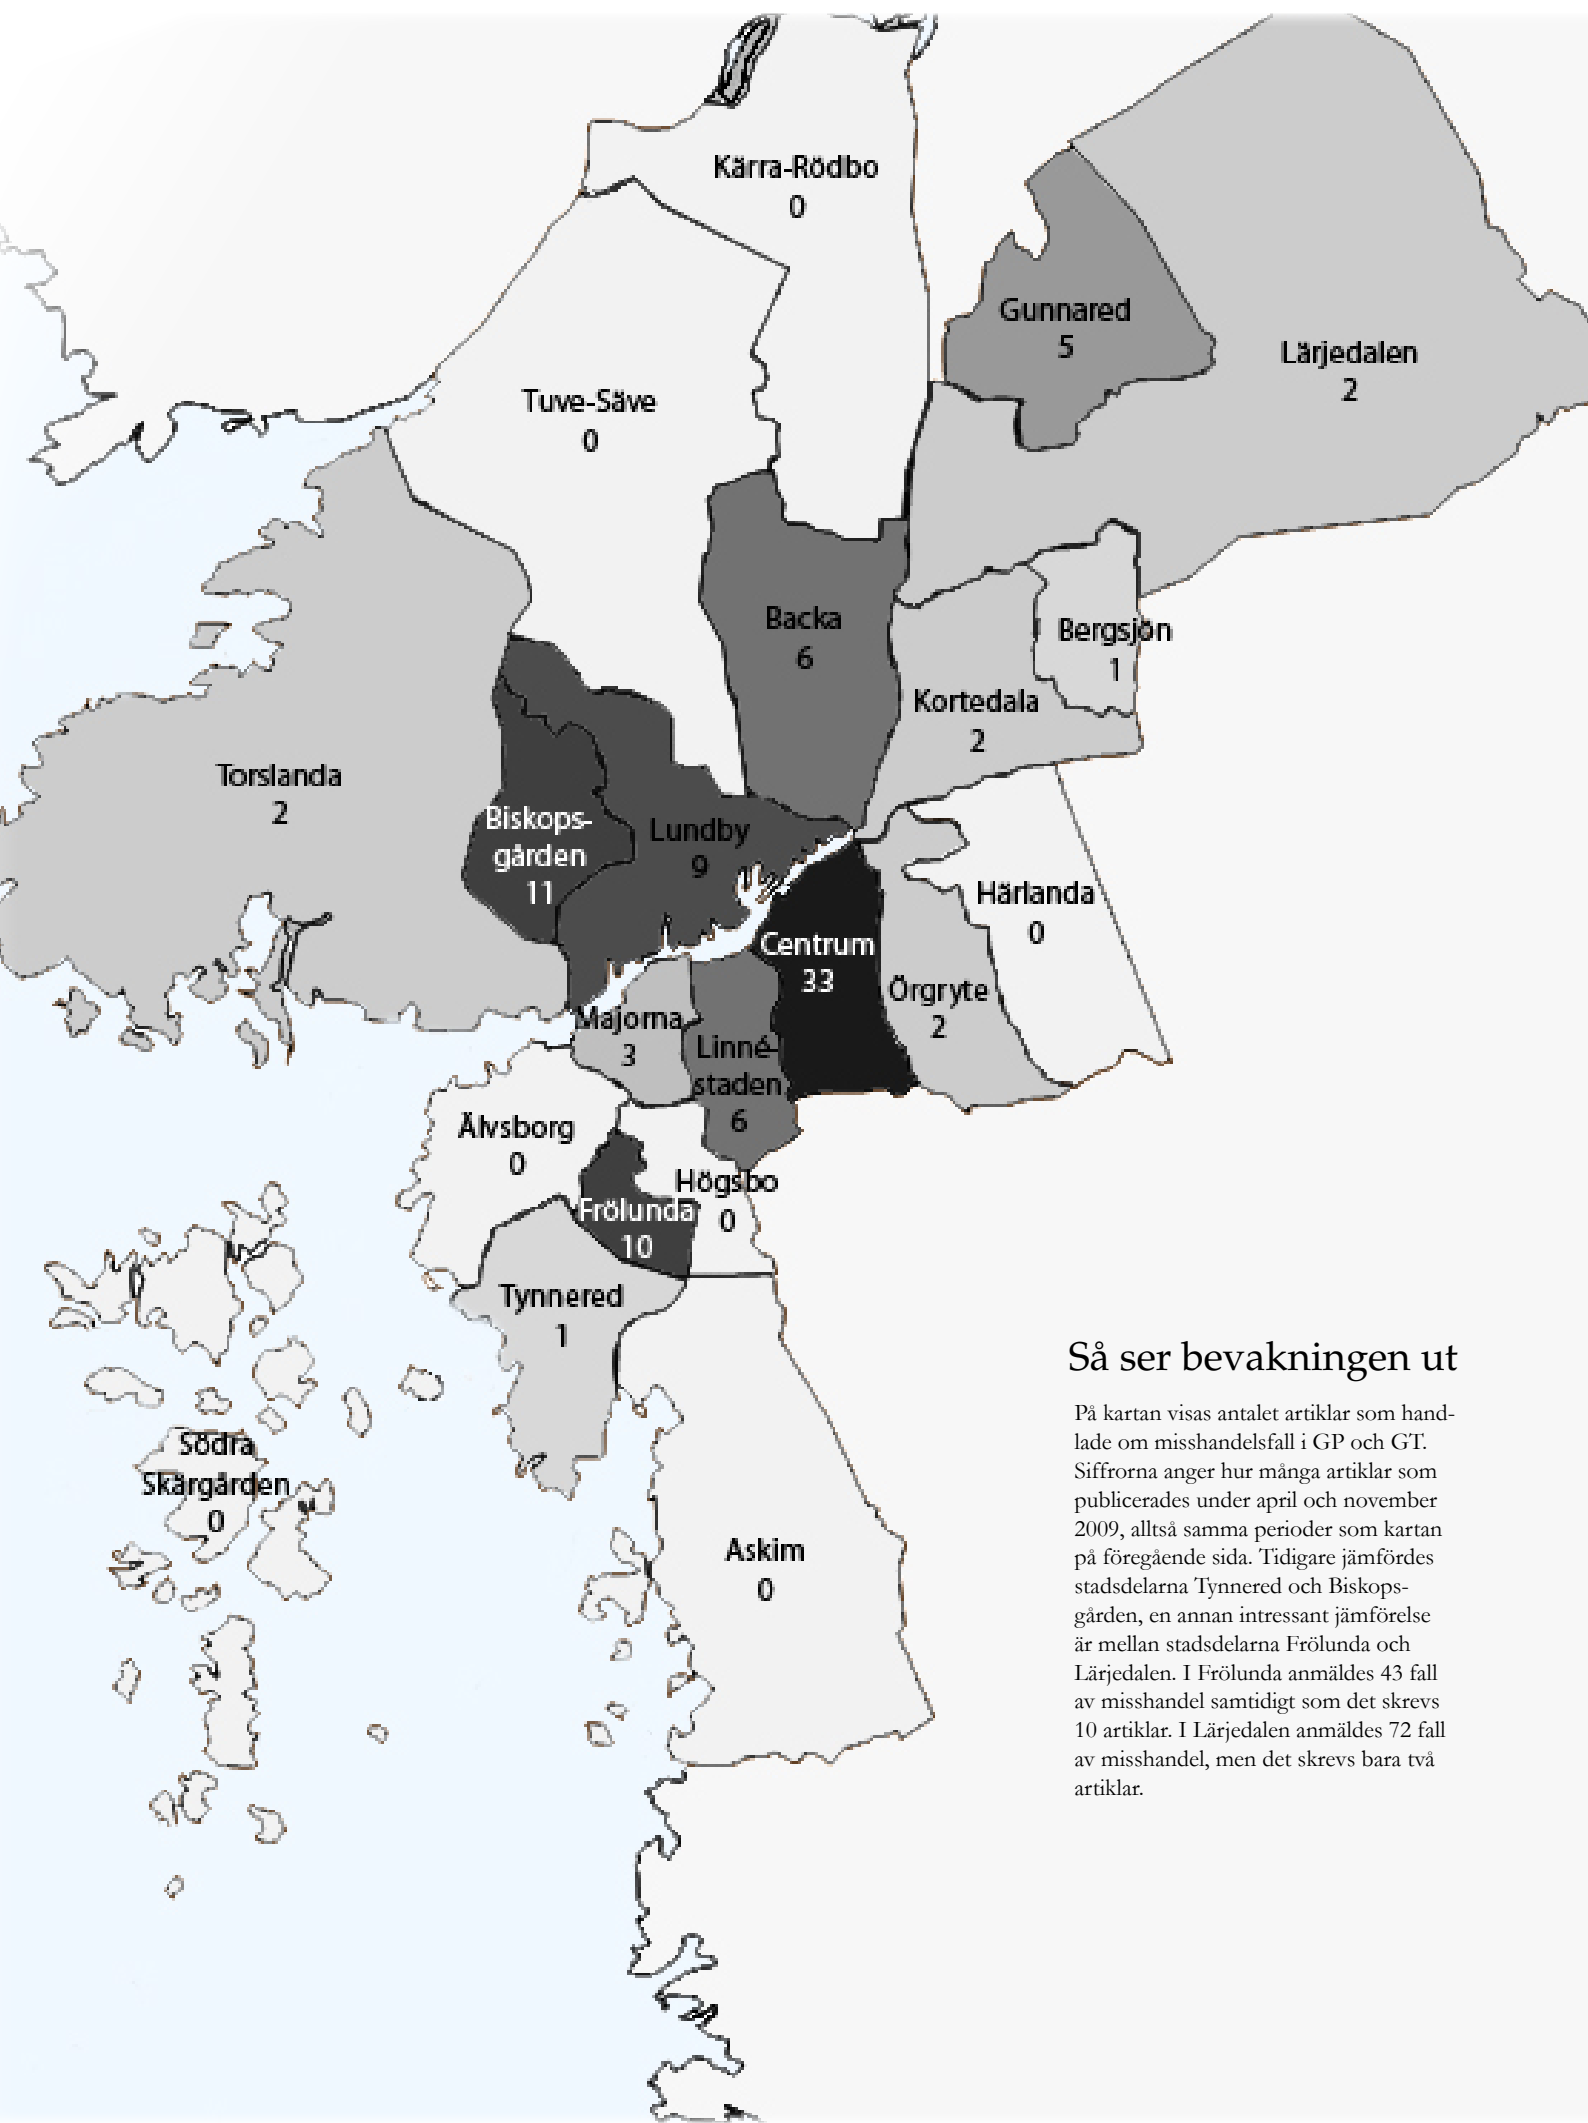 Kärra-Rödbo
0
Gunnared
5
Lärjedalen
2
Tuve-Säve
0
Backa
6
Bergsjön
1
Kortedala
2
Torslanda
2
Biskops-
gården
11
Lundby
9
Härlanda
0
Centrum
33
Örgryte
2
Majorna
3
Linné-
staden
6
Älvsborg
0
Högsbo
0
Frölunda
10
Tynnered
1
Södra
Skärgården
0
Askim
0
Så ser bevakningen ut
På kartan visas antalet artiklar som hand-
lade om misshandelsfall i GP och GT.
Siffrorna anger hur många artiklar som
publicerades under april och november
2009, alltså samma perioder som kartan
på föregående sida. Tidigare jämfördes
stadsdelarna Tynnered och Biskops-
gården, en annan intressant jämförelse
är mellan stadsdelarna Frölunda och
Lärjedalen. I Frölunda anmäldes 43 fall
av misshandel samtidigt som det skrevs
10 artiklar. I Lärjedalen anmäldes 72 fall
av misshandel, men det skrevs bara två
artiklar.